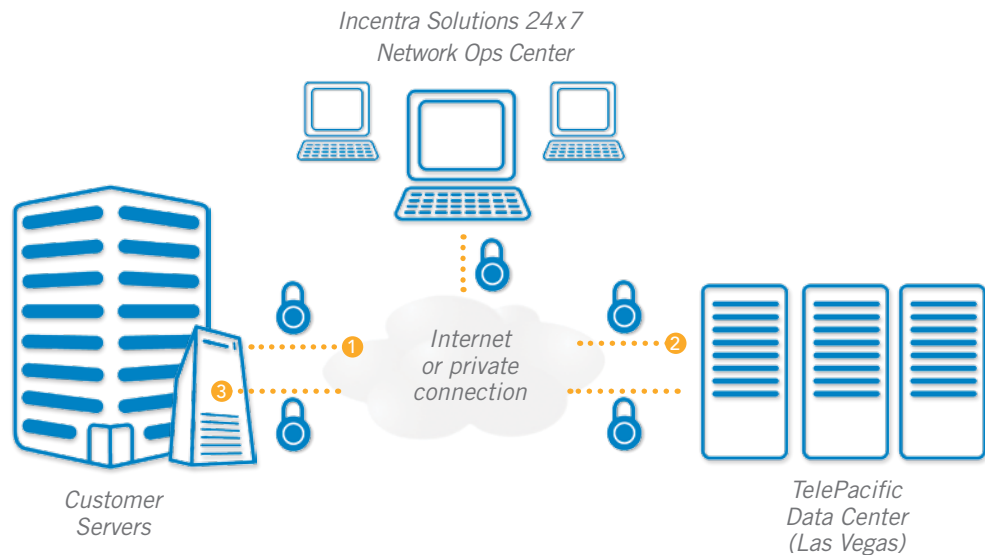 Incentra Solutions 24x7
Network Ops Center
1
2
Internet
or private
connection
3
Customer
Servers
TelePacific
Data Center
(Las Vegas)